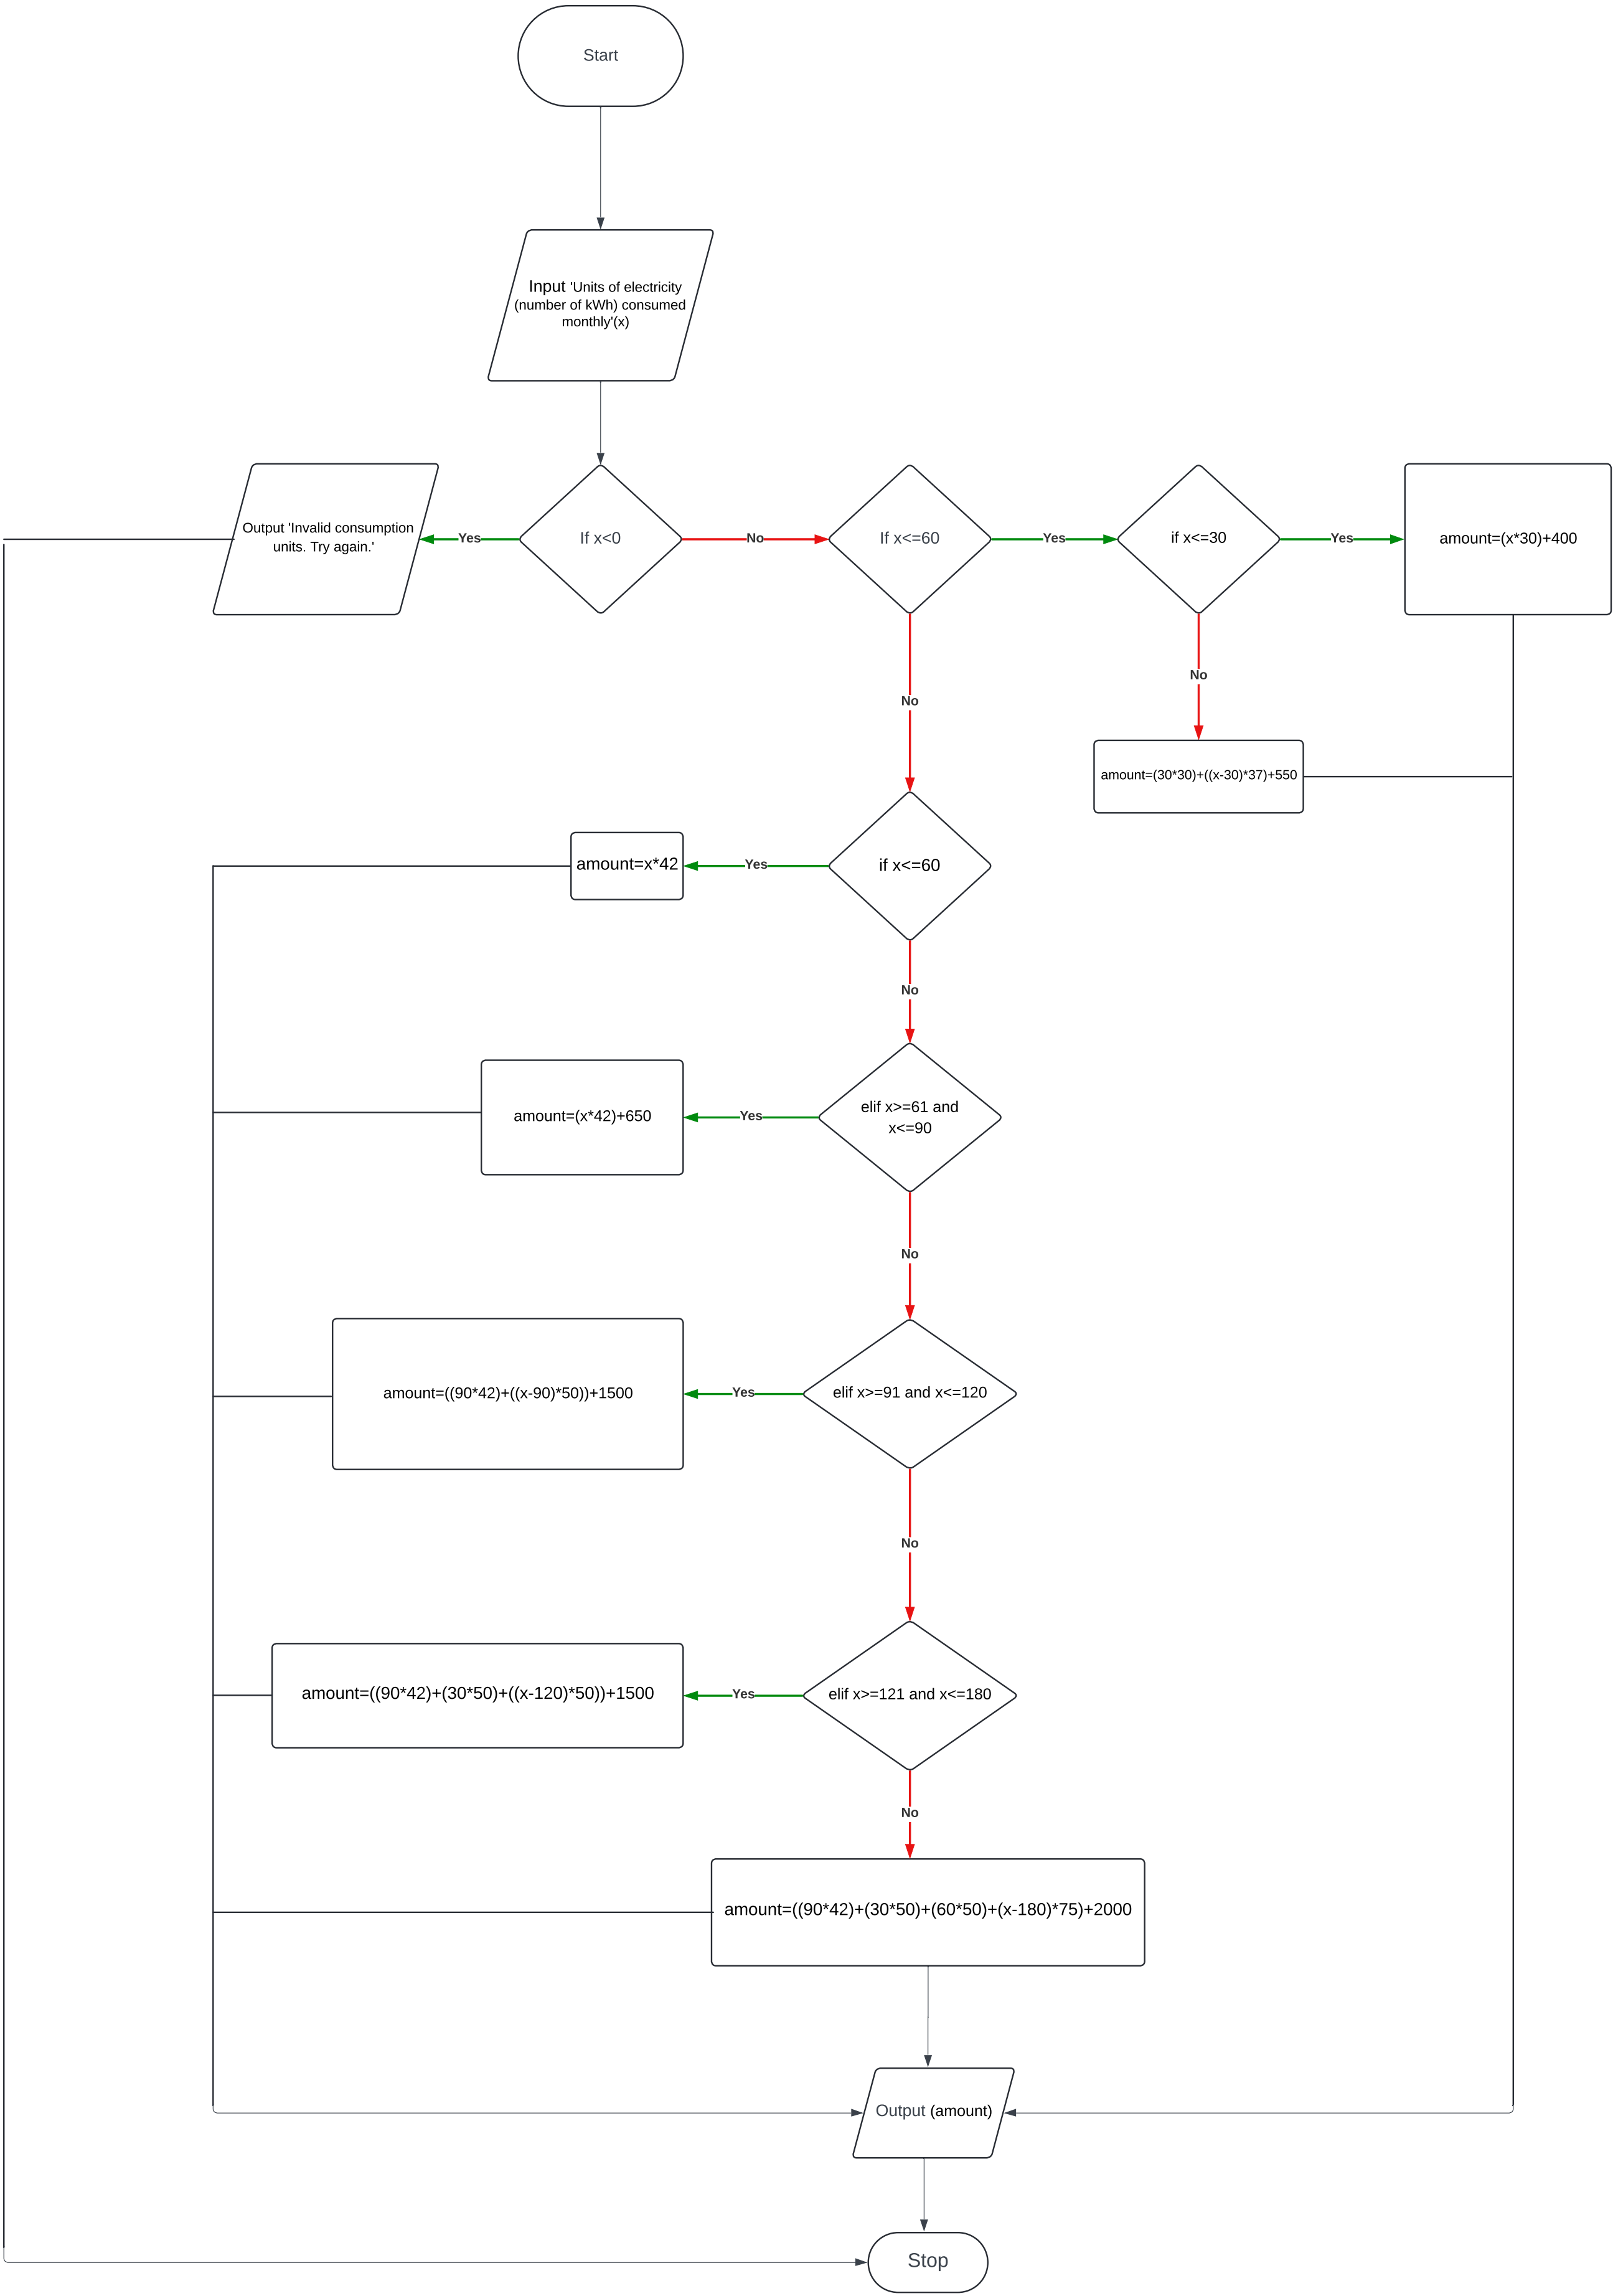 Start
Input 'Units of electricity
(number of kWh) consumed
monthly'(x)
Output 'Invalid consumption
units. Try again.'
Yes
If x<0
No
If x<=60
Yes
if x<=30
Yes
amount=(x*30)+400
No
No
amount=(30*30)+((x-30)*37)+550
amount=x*42
Yes
if x<=60
No
amount=(x*42)+650
Yes
elif x>=61 and
x<=90
No
amount=((90*42)+((x-90)*50))+1500
Yes
elif x>=91 and x<=120
No
amount=((90*42)+(30*50)+((x-120)*50))+1500
Yes
elif x>=121 and x<=180
No
amount=((90*42)+(30*50)+(60*50)+(x-180)*75)+2000
Output (amount)
Stop